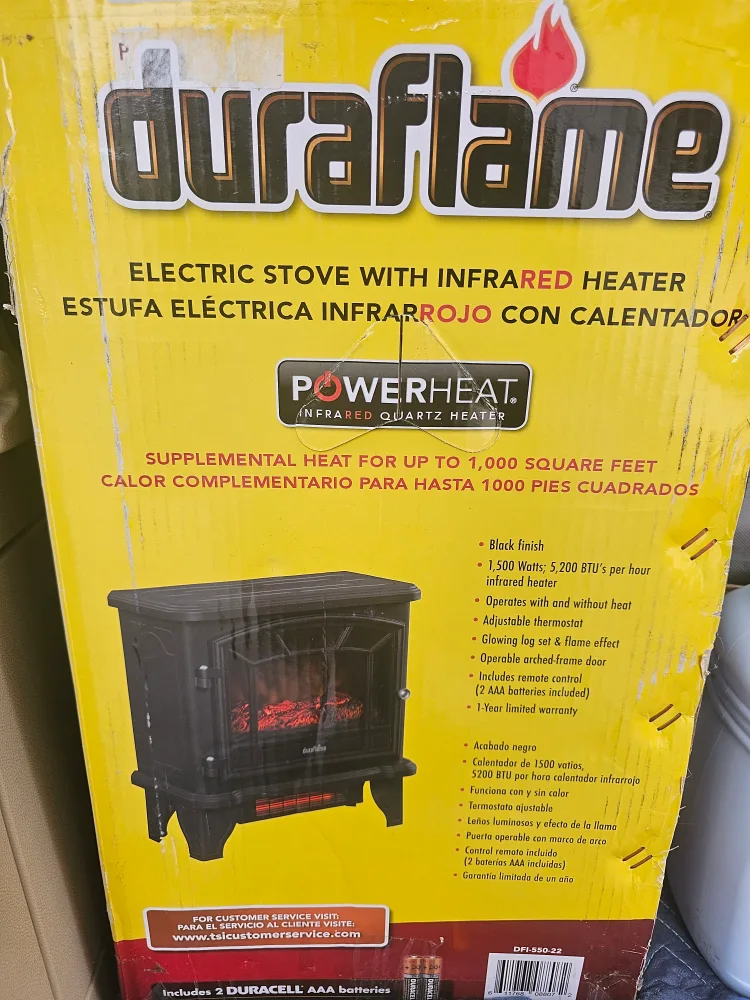 duraflame
ELECTRIC STOVE WITH INFRARED HEATER
ESTUFA ELÉCTRICA INFRARROJO CON CALENTADOR
POWERHEAT®
INFRARED QUARTZ HEATER
SUPPLEMENTAL HEAT FOR UP TO 1,000 SQUARE FEET
CALOR COMPLEMENTARIO PARA HASTA 1000 PIES CUADRADOS
• Black finish
• 1,500 Watts; 5,200 BTU's per hour
infrared heater
• Operates with and without heat
• Adjustable thermostat
• Glowing log set & flame effect
• Operable arched-frame door
• Includes remote control
(2 AAA batteries included)
• 1-Year limited warranty
duraflame
• Acabado negro
• Calentador de 1500 vatios,
5200 BTU por hora calentador infrarrojo
• Funciona con y sin calor
• Termostato ajustable
• Leños luminosos y efecto de la llama
• Puerta operable con marco de arco
• Control remoto incluido
(2 baterías AAA incluídas)
• Garantía limitada de un año
FOR CUSTOMER SERVICE VISIT:
PARA EL SERVICIO AL CLIENTE VISITE:
www.tsicustomerservice.com
DFI-550-22
Includes 2 DURACELL® AAA batteries